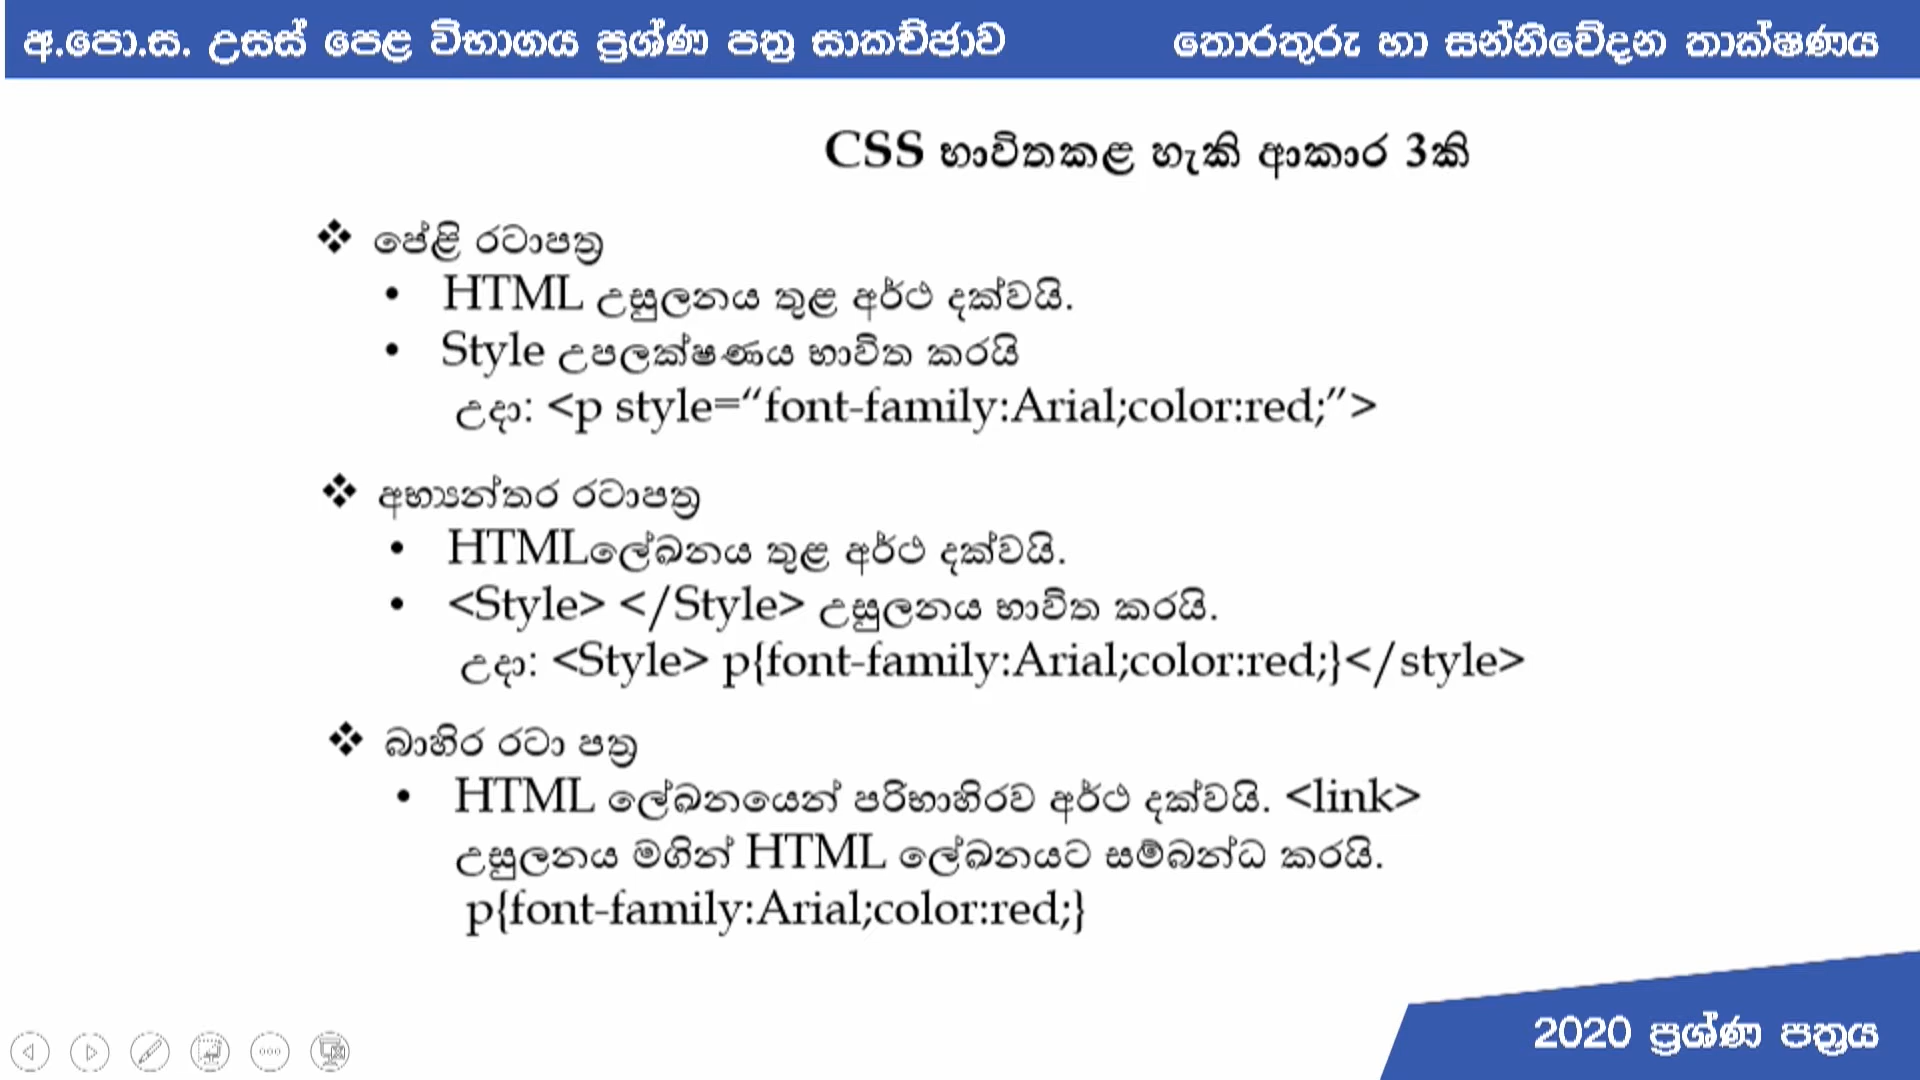 අ.පො.ස. උසස් පෙළ විභාගය ප්‍රශ්ණ පත්‍ර සාකච්ඡාව
තොරතුරු හා සන්නිවේදන තාක්ෂණය
CSS භාවිතකළ හැකි ආකාර 3කි
❖ පේළි රටාපත්‍ර
• HTML උසුලනය තුළ අර්ථ දක්වයි.
• Style උපලක්ෂණය භාවිත කරයි
උදා: <p style=“font-family:Arial;color:red;”>
❖ අභ්‍යන්තර රටාපත්‍ර
• HTMLලේඛනය තුළ අර්ථ දක්වයි.
• <Style> </Style> උසුලනය භාවිත කරයි.
උදා: <Style> p{font-family:Arial;color:red;}</style>
❖ බාහිර රටා පත්‍ර
• HTML ලේඛනයෙන් පරිභාහිරව අර්ථ දක්වයි. <link>
උසුලනය මගින් HTML ලේඛනයට සම්බන්ධ කරයි.
p{font-family:Arial;color:red;}
2020 ප්‍රශ්ණ පත්‍රය